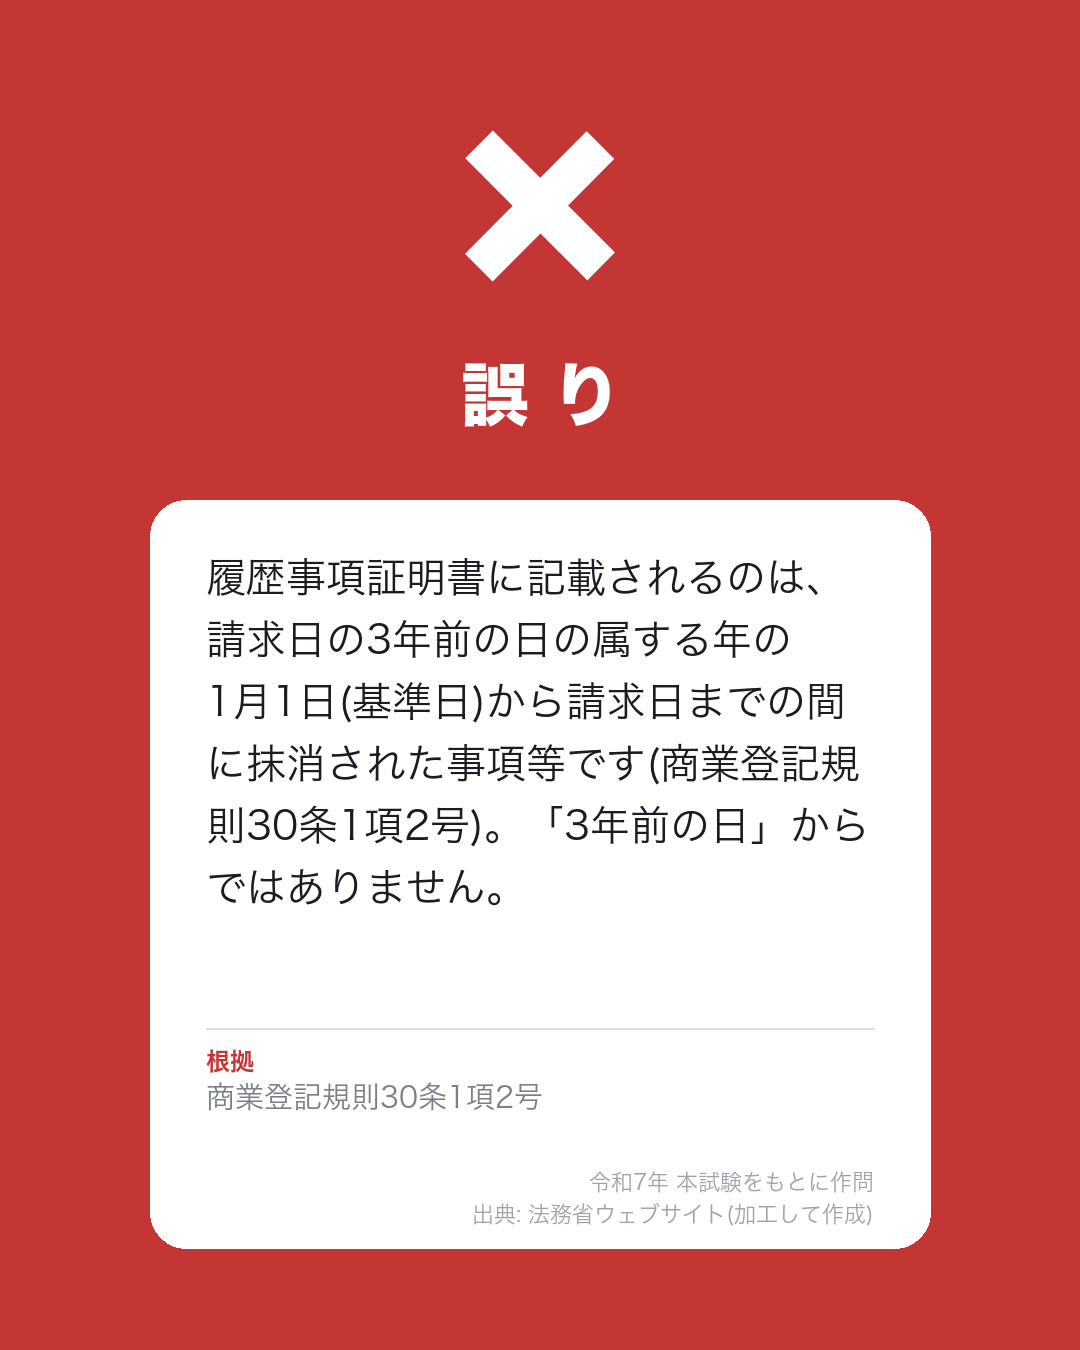 誤り
履歴事項証明書に記載されるのは、
請求日の3年前の日の属する年の
1月1日(基準日)から請求日までの間
に抹消された事項等です(商業登記規
則30条1項2号)。「3年前の日」から
ではありません。
根拠
商業登記規則30条1項2号
令和7年 本試験をもとに作問
出典: 法務省ウェブサイト(加工して作成)